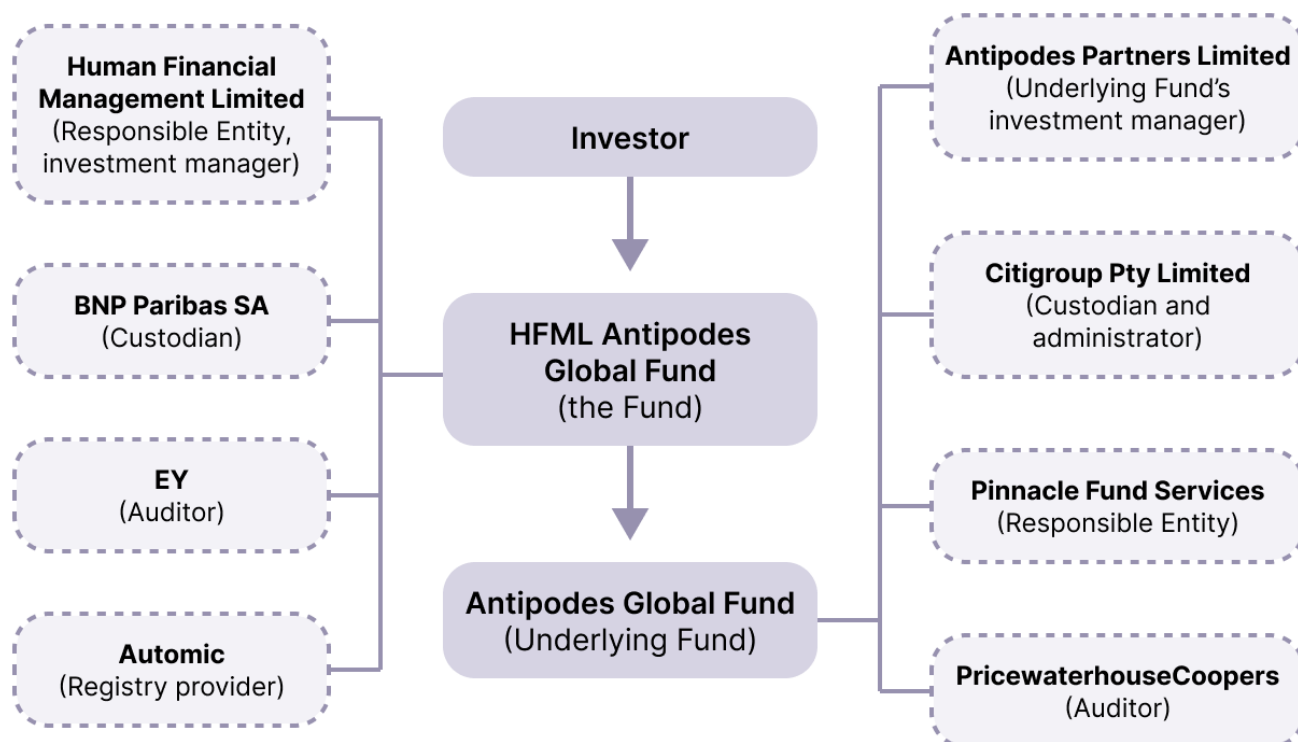 Human Financial
Management Limited
(Responsible Entity,
investment manager)
BNP Paribas SA
(Custodian)
EY
(Auditor)
Automic
(Registry provider)
Investor
HFML Antipodes
Global Fund
(the Fund)
Antipodes Global Fund
(Underlying Fund)
Antipodes Partners Limited
(Underlying Fund’s
investment manager)
Citigroup Pty Limited
(Custodian and
administrator)
Pinnacle Fund Services
(Responsible Entity)
PricewaterhouseCoopers
(Auditor)